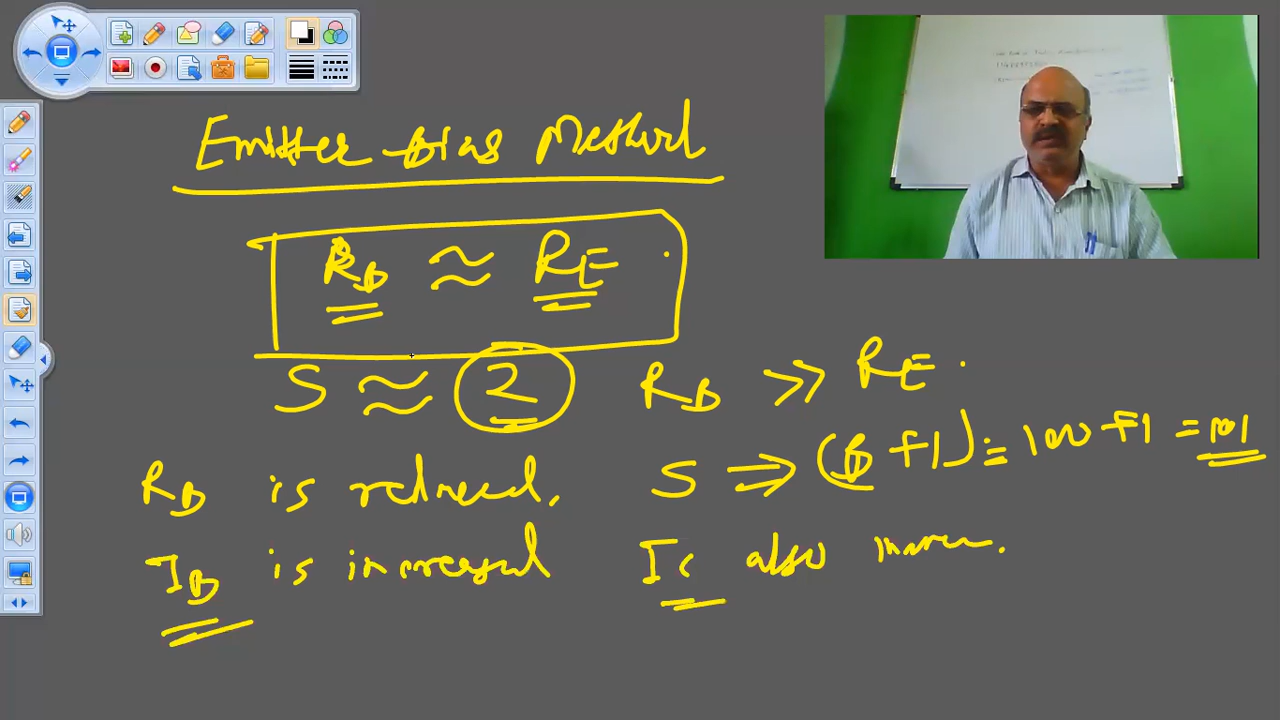 Emitter bias Method
RB ≈ RE
S ≈ 2
RB >> RE
S ⇒ (β+1) = 100+1 = 101
RB is reduced.
IB is increased
Ic also increa.